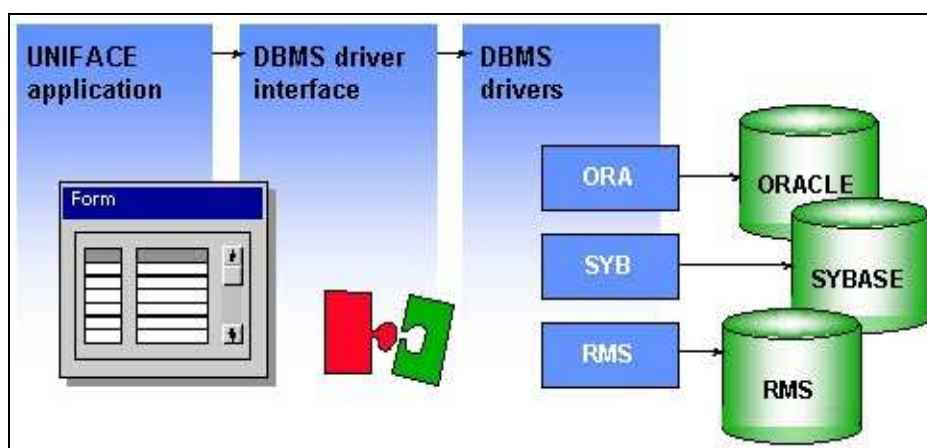 UNIFACE
application
DBMS driver
interface
DBMS
drivers
Form
ORA
ORACLE
SYB
SYBASE
RMS
RMS